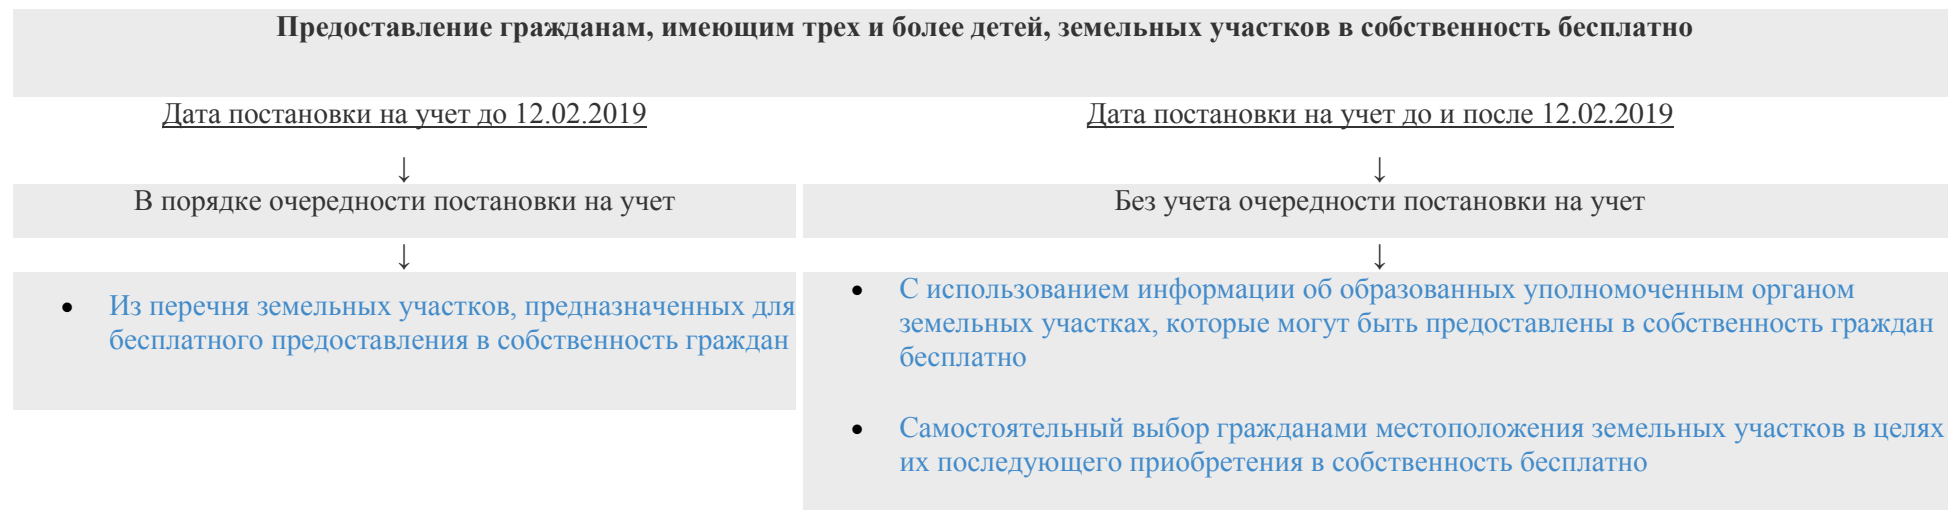 Предоставление гражданам, имеющим трех и более детей, земельных участков в собственность бесплатно
Дата постановки на учет до 12.02.2019
↓
В порядке очередности постановки на учет
↓
• Из перечня земельных участков, предназначенных для
бесплатного предоставления в собственность граждан
Дата постановки на учет до и после 12.02.2019
↓
Без учета очередности постановки на учет
↓
• С использованием информации об образованных уполномоченным органом
земельных участках, которые могут быть предоставлены в собственность граждан
бесплатно
• Самостоятельный выбор гражданами местоположения земельных участков в целях
их последующего приобретения в собственность бесплатно